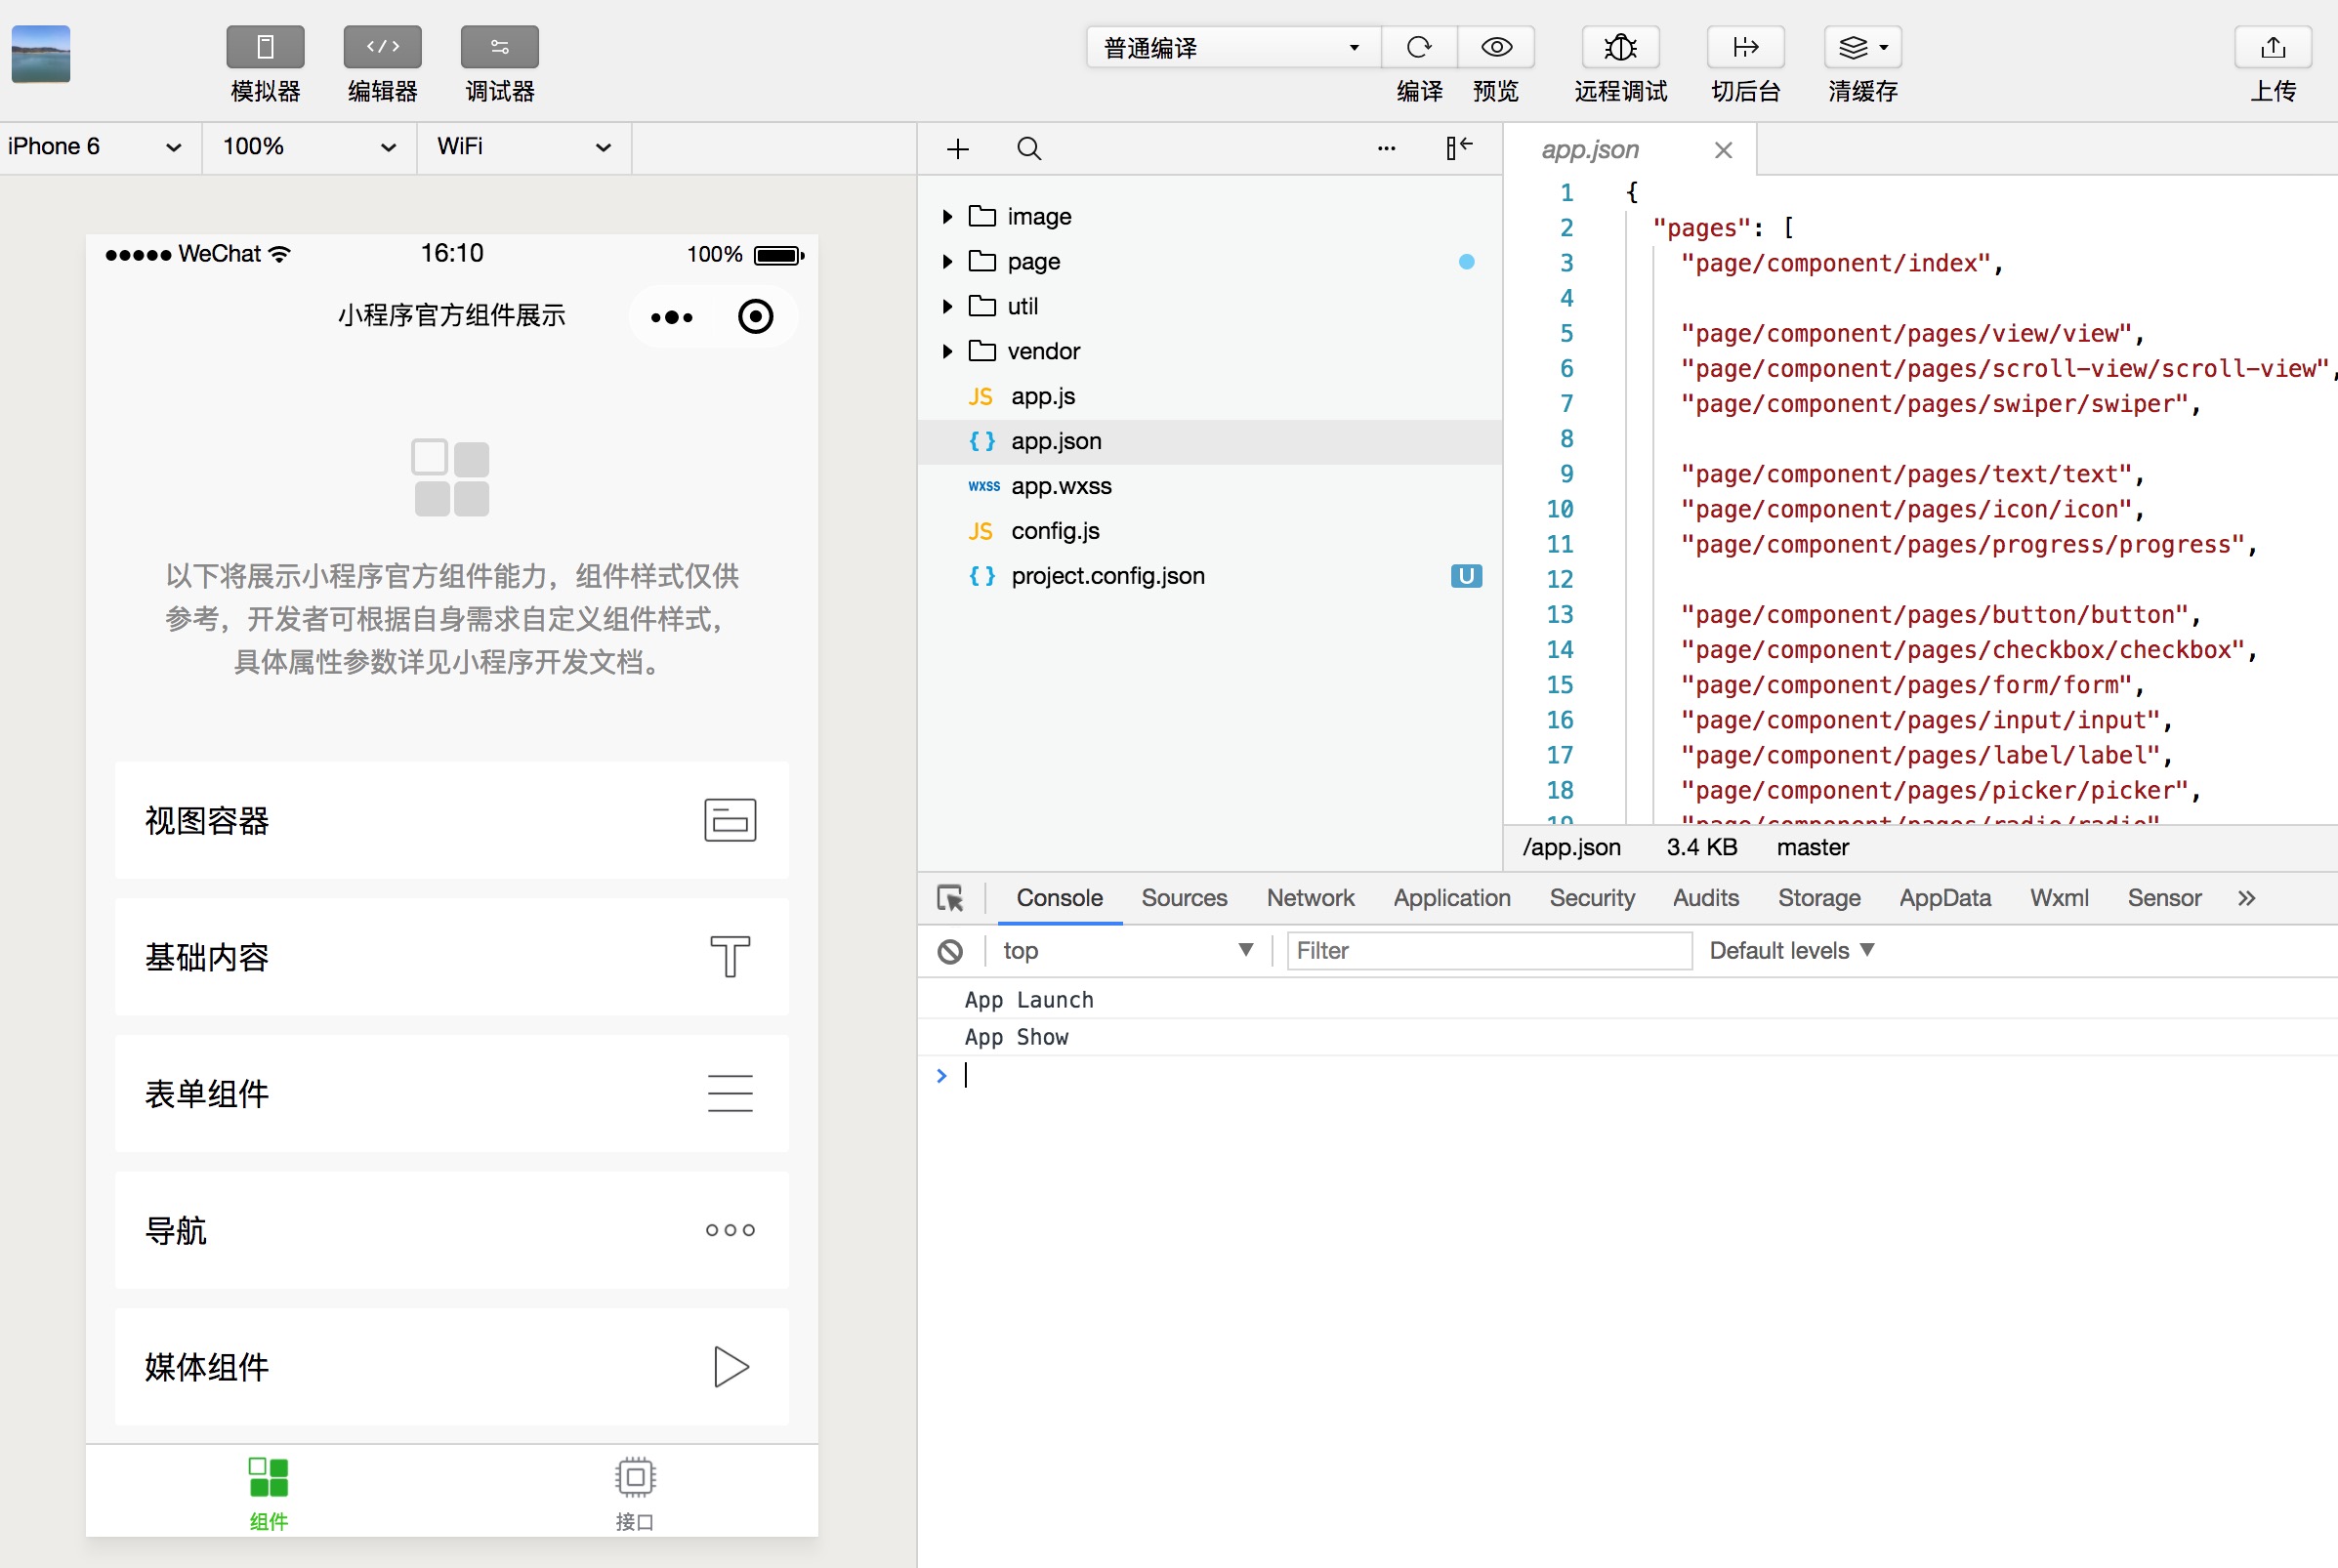 模拟器 编辑器 调试器 普通编译 编译 预览 远程调试 切后台 清缓存 上传
iPhone 6 100% WiFi
WeChat 16:10 100%
小程序官方组件展示
以下将展示小程序官方组件能力，组件样式仅供
参考，开发者可根据自身需求自定义组件样式，
具体属性参数详见小程序开发文档。
视图容器
基础内容
表单组件
导航
媒体组件
组件 接口
image
page
util
vendor
JS app.js
{ } app.json
WXSS app.wxss
JS config.js
{ } project.config.json U
app.json
1 {
2 "pages": [
3 "page/component/index",
4
5 "page/component/pages/view/view",
6 "page/component/pages/scroll-view/scroll-view",
7 "page/component/pages/swiper/swiper",
8
9 "page/component/pages/text/text",
10 "page/component/pages/icon/icon",
11 "page/component/pages/progress/progress",
12
13 "page/component/pages/button/button",
14 "page/component/pages/checkbox/checkbox",
15 "page/component/pages/form/form",
16 "page/component/pages/input/input",
17 "page/component/pages/label/label",
18 "page/component/pages/picker/picker",
19 "page/component/pages/radio/radio"
/app.json 3.4 KB master
Console Sources Network Application Security Audits Storage AppData Wxml Sensor
top Filter Default levels
App Launch
App Show